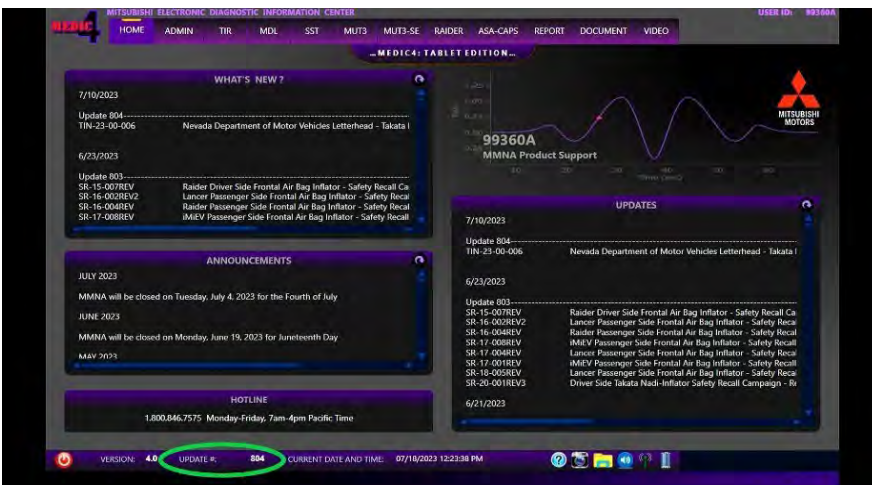 MITSUBISHI ELECTRONIC DIAGNOSTIC INFORMATION CENTER
USER ID: 99360A
MEDIC 4
HOME ADMIN TIR MDL SST MUT3 MUT3-SE RAIDER ASA-CAPS REPORT DOCUMENT VIDEO
...MEDIC4: TABLET EDITION...
WHAT'S NEW ?
7/10/2023
Update 804
TIN-23-00-006 Nevada Department of Motor Vehicles Letterhead - Takata
6/23/2023
Update 803
SR-15-007REV Raider Driver Side Frontal Air Bag Inflator - Safety Recall Ca
SR-16-002REV2 Lancer Passenger Side Frontal Air Bag Inflator - Safety Recal
SR-16-004REV Raider Passenger Side Frontal Air Bag Inflator - Safety Recal
SR-17-008REV iMiEV Passenger Side Frontal Air Bag Inflator - Safety Recall
99360A
MMNA Product Support
MITSUBISHI
MOTORS
ANNOUNCEMENTS
JULY 2023
MMNA will be closed on Tuesday, July 4, 2023 for the Fourth of July
JUNE 2023
MMNA will be closed on Monday, June 19, 2023 for Juneteenth Day
MAY 2023
HOTLINE
1.800.846.7575 Monday-Friday, 7am-4pm Pacific Time
UPDATES
7/10/2023
Update 804
TIN-23-00-006 Nevada Department of Motor Vehicles Letterhead - Takata
6/23/2023
Update 803
SR-15-007REV Raider Driver Side Frontal Air Bag Inflator - Safety Recall Ca
SR-16-002REV2 Lancer Passenger Side Frontal Air Bag Inflator - Safety Recal
SR-16-004REV Raider Passenger Side Frontal Air Bag Inflator - Safety Recal
SR-17-008REV iMiEV Passenger Side Frontal Air Bag Inflator - Safety Recal
SR-17-004REV Lancer Passenger Side Frontal Air Bag Inflator - Safety Recal
SR-17-001REV iMiEV Passenger Side Frontal Air Bag Inflator - Safety Recal
SR-18-005REV Lancer Passenger Side Frontal Air Bag Inflator - Safety Recal
SR-20-001REV3 Driver Side Takata Nadi-Inflator Safety Recall Campaign - Re
6/21/2023
VERSION: 4.0 UPDATE #: 804 CURRENT DATE AND TIME: 07/18/2023 12:23:38 PM